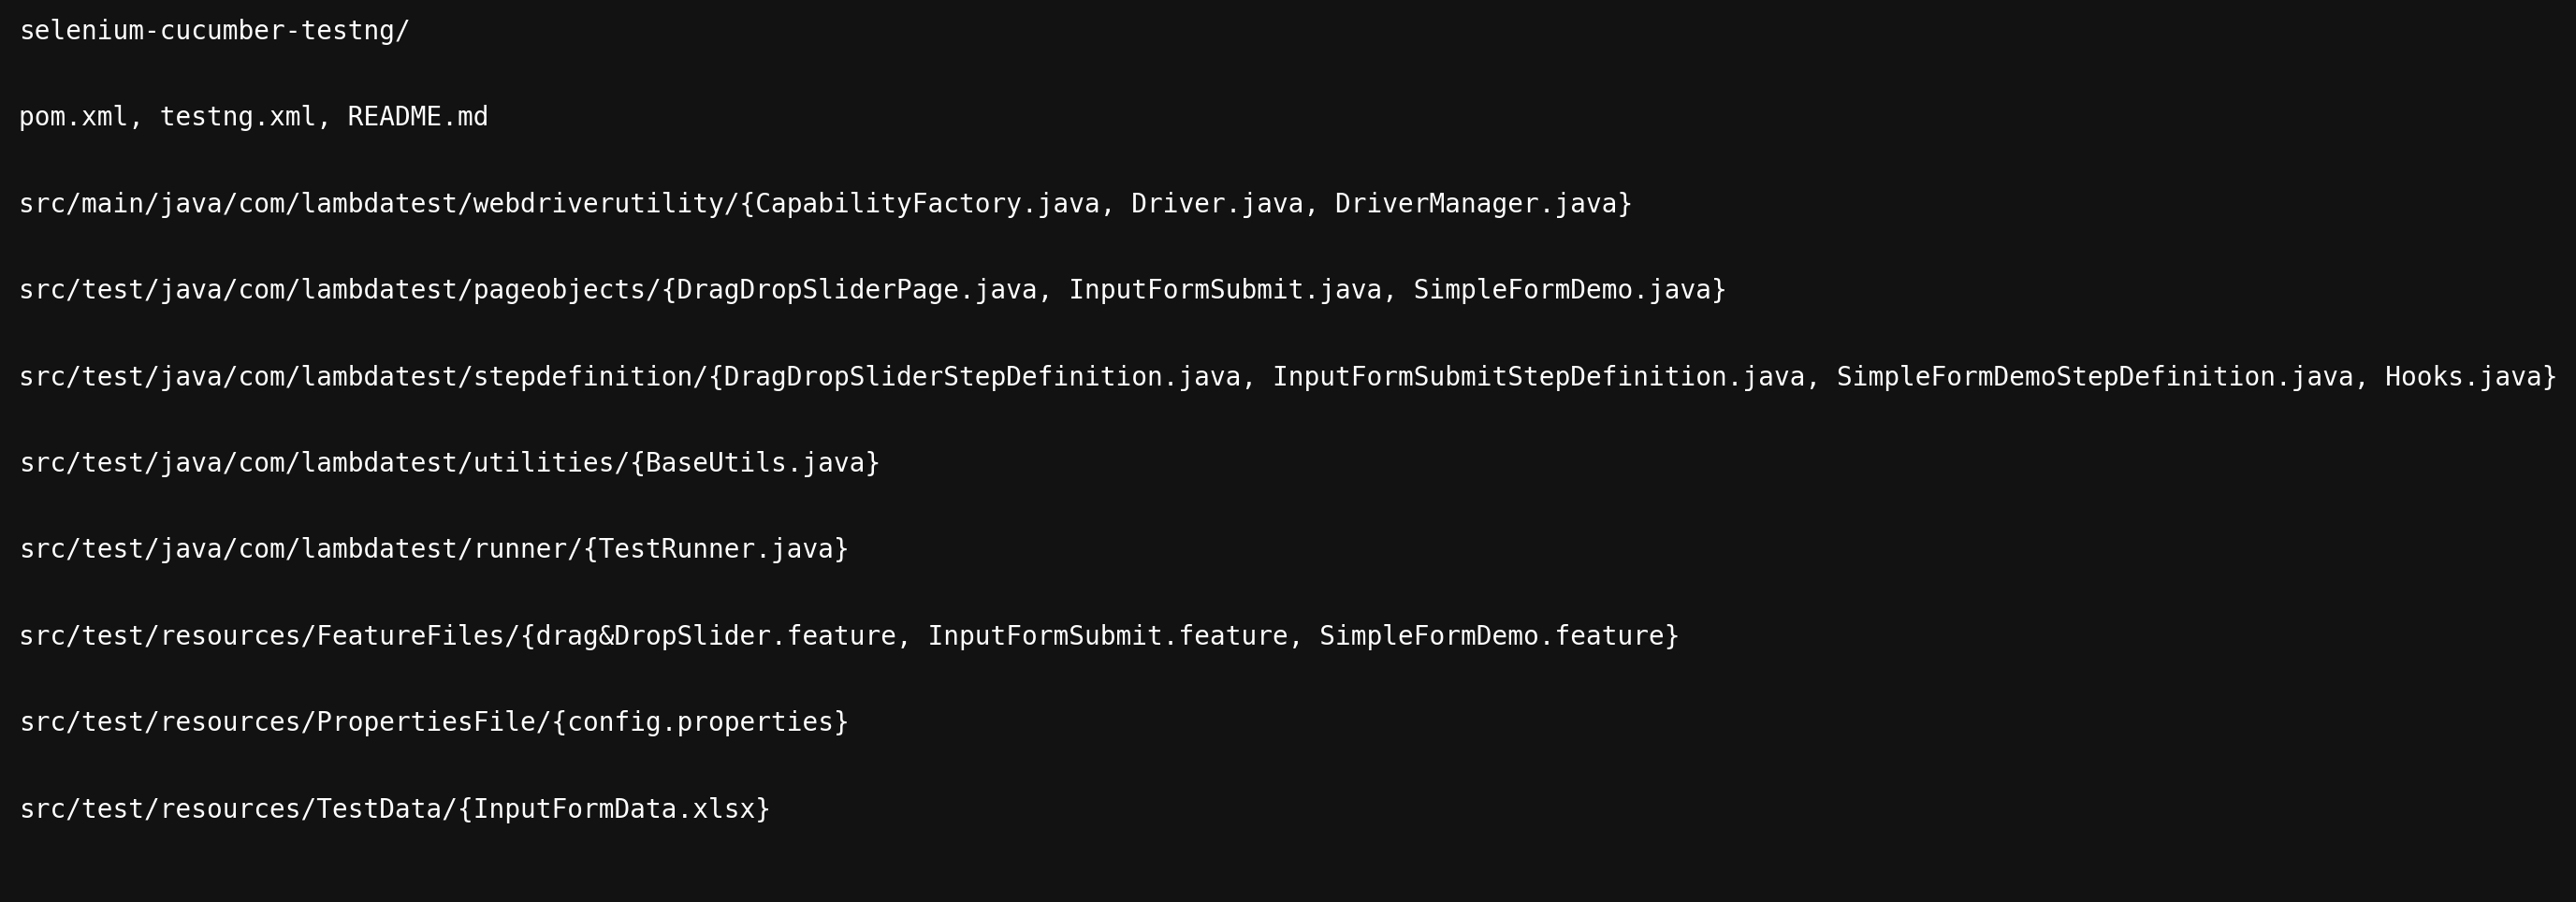 selenium-cucumber-testng/
pom.xml, testng.xml, README.md
src/main/java/com/lambdatest/webdriverutility/{CapabilityFactory.java, Driver.java, DriverManager.java}
src/test/java/com/lambdatest/pageobjects/{DragDropSliderPage.java, InputFormSubmit.java, SimpleFormDemo.java}
src/test/java/com/lambdatest/stepdefinition/{DragDropSliderStepDefinition.java, InputFormSubmitStepDefinition.java, SimpleFormDemoStepDefinition.java, Hooks.java}
src/test/java/com/lambdatest/utilities/{BaseUtils.java}
src/test/java/com/lambdatest/runner/{TestRunner.java}
src/test/resources/FeatureFiles/{drag&DropSlider.feature, InputFormSubmit.feature, SimpleFormDemo.feature}
src/test/resources/PropertiesFile/{config.properties}
src/test/resources/TestData/{InputFormData.xlsx}